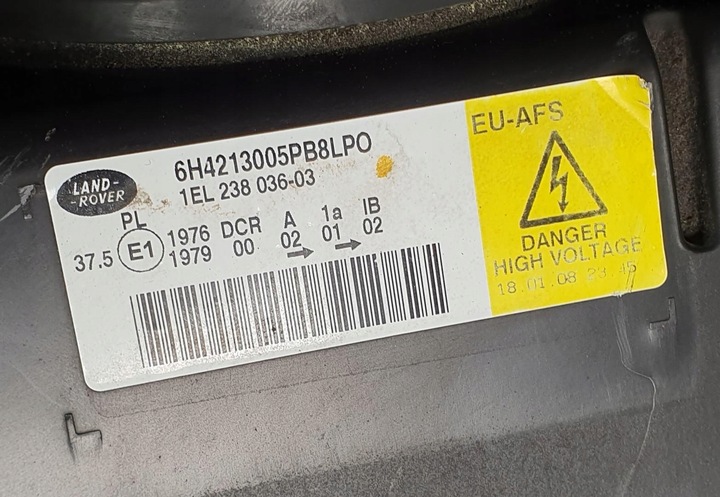 LAND-
-ROVER
6H4213005PB8LPO
1EL 238 036-03
PL
37.5 E1 1976 DCR A 1a IB
1979 00 02 → 01 → 02
EU-AFS
DANGER
HIGH VOLTAGE
18.01.08 23.45